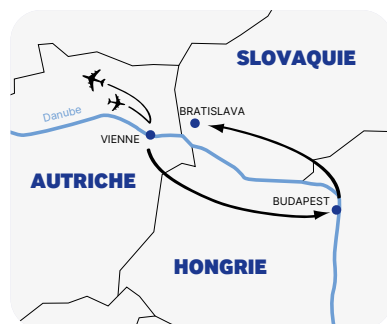 SLOVAQUIE
BRATISLAVA
Danube
VIENNE
AUTRICHE
BUDAPEST
HONGRIE